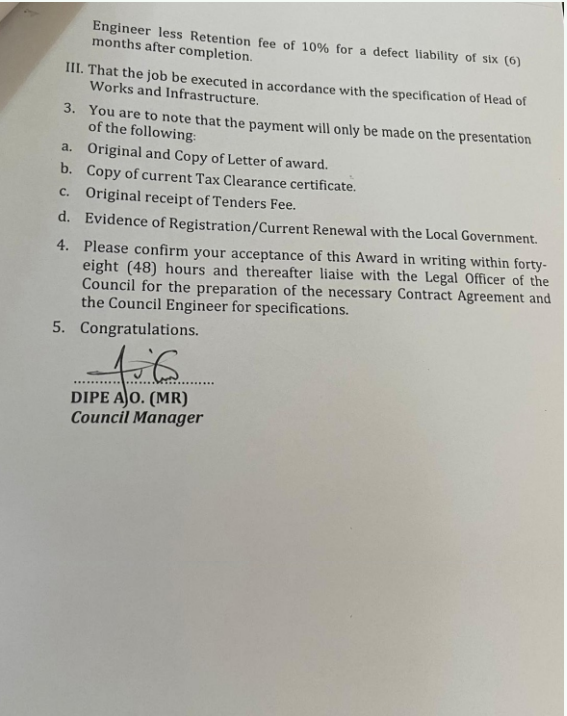 Engineer less Retention fee of 10% for a defect liability of six (6)
months after completion.
III. That the job be executed in accordance with the specification of Head of
Works and Infrastructure.
3. You are to note that the payment will only be made on the presentation
of the following:
a. Original and Copy of Letter of award.
b. Copy of current Tax Clearance certificate.
c. Original receipt of Tenders Fee.
d. Evidence of Registration/Current Renewal with the Local Government.
4. Please confirm your acceptance of this Award in writing within forty-
eight (48) hours and thereafter liaise with the Legal Officer of the
Council for the preparation of the necessary Contract Agreement and
the Council Engineer for specifications.
5. Congratulations.
DIPE A.O. (MR)
Council Manager